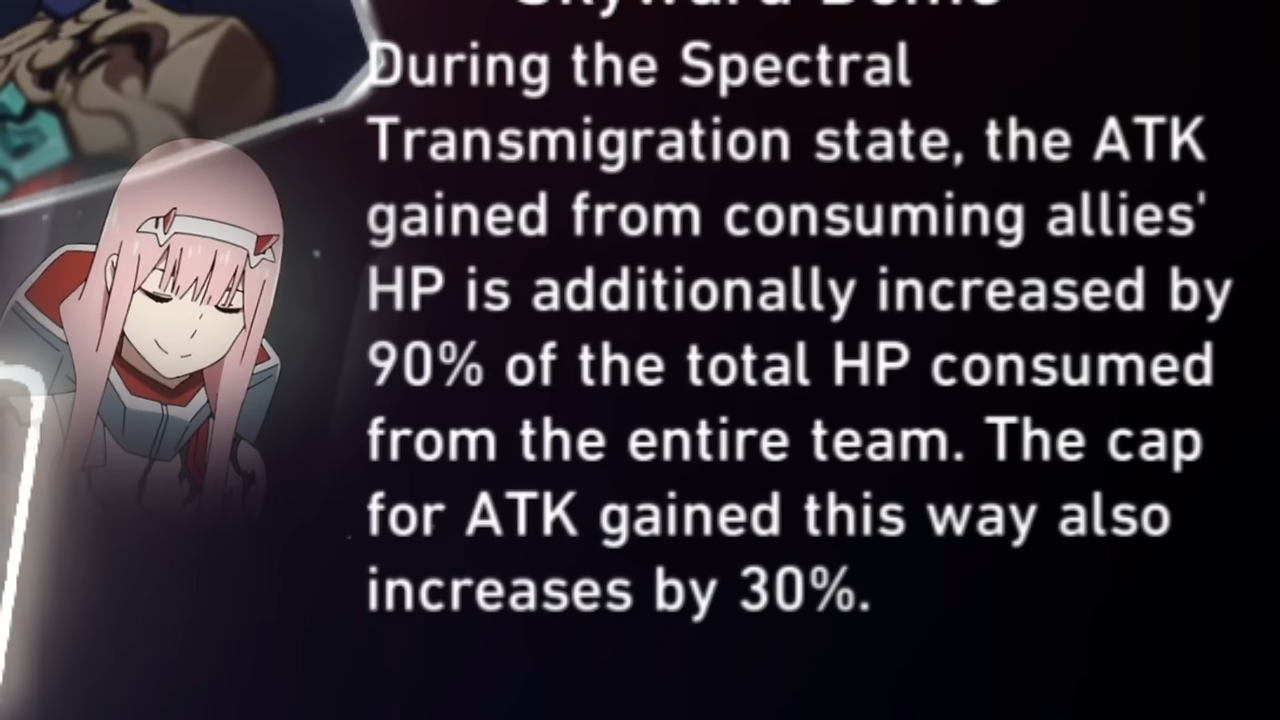 During the Spectral
Transmigration state, the ATK
gained from consuming allies'
HP is additionally increased by
90% of the total HP consumed
from the entire team. The cap
for ATK gained this way also
increases by 30%.